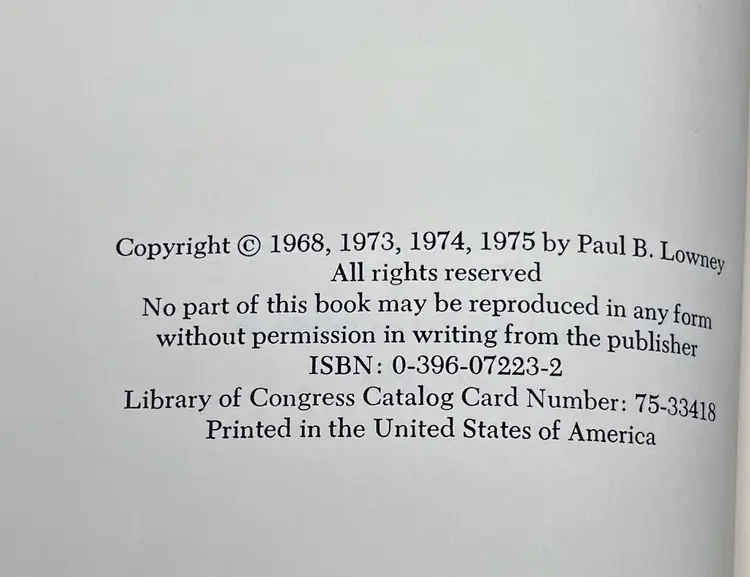 Copyright © 1968, 1973, 1974, 1975 by Paul B. Lowney
All rights reserved
No part of this book may be reproduced in any form
without permission in writing from the publisher
ISBN: 0-396-07223-2
Library of Congress Catalog Card Number: 75-33418
Printed in the United States of America